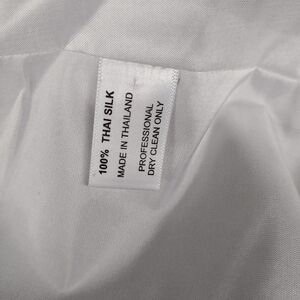 100% THAI SILK
MADE IN THAILAND
PROFESSIONAL
DRY CLEAN ONLY